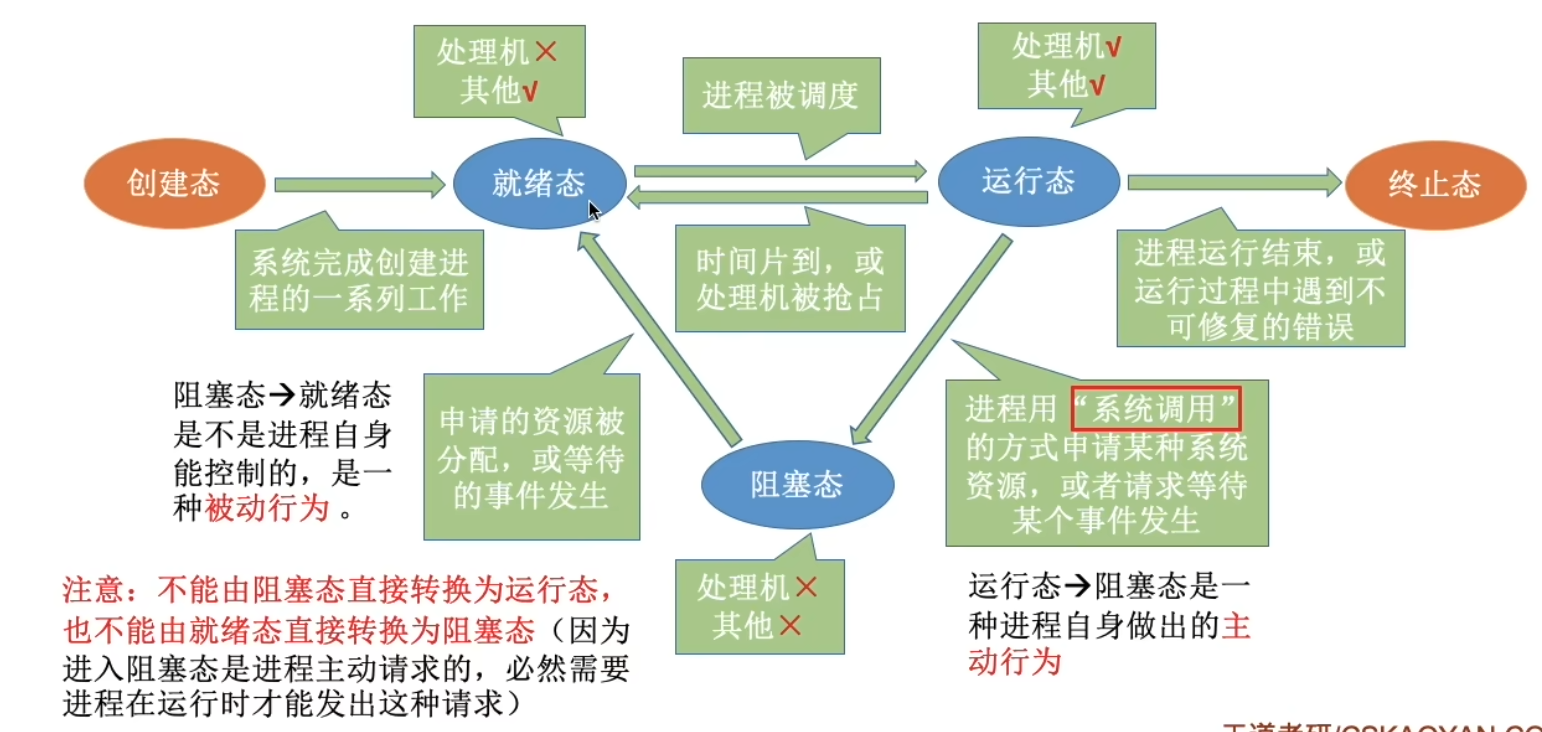 处理机×
其他√
进程被调度
处理机√
其他√
创建态
就绪态
运行态
终止态
系统完成创建进
程的一系列工作
时间片到，或
处理机被抢占
进程运行结束，或
运行过程中遇到不
可修复的错误
阻塞态→就绪态
是不是进程自身
能控制的，是一
种被动行为 。
申请的资源被
分配，或等待
的事件发生
阻塞态
进程用“系统调用”
的方式申请某种系统
资源，或者请求等待
某个事件发生
处理机×
其他×
注意：不能由阻塞态直接转换为运行态，
也不能由就绪态直接转换为阻塞态（因为
进入阻塞态是进程主动请求的，必然需要
进程在运行时才能发出这种请求）
运行态→阻塞态是一
种进程自身做出的主
动行为
王道考研/CSKAOYAN.CO